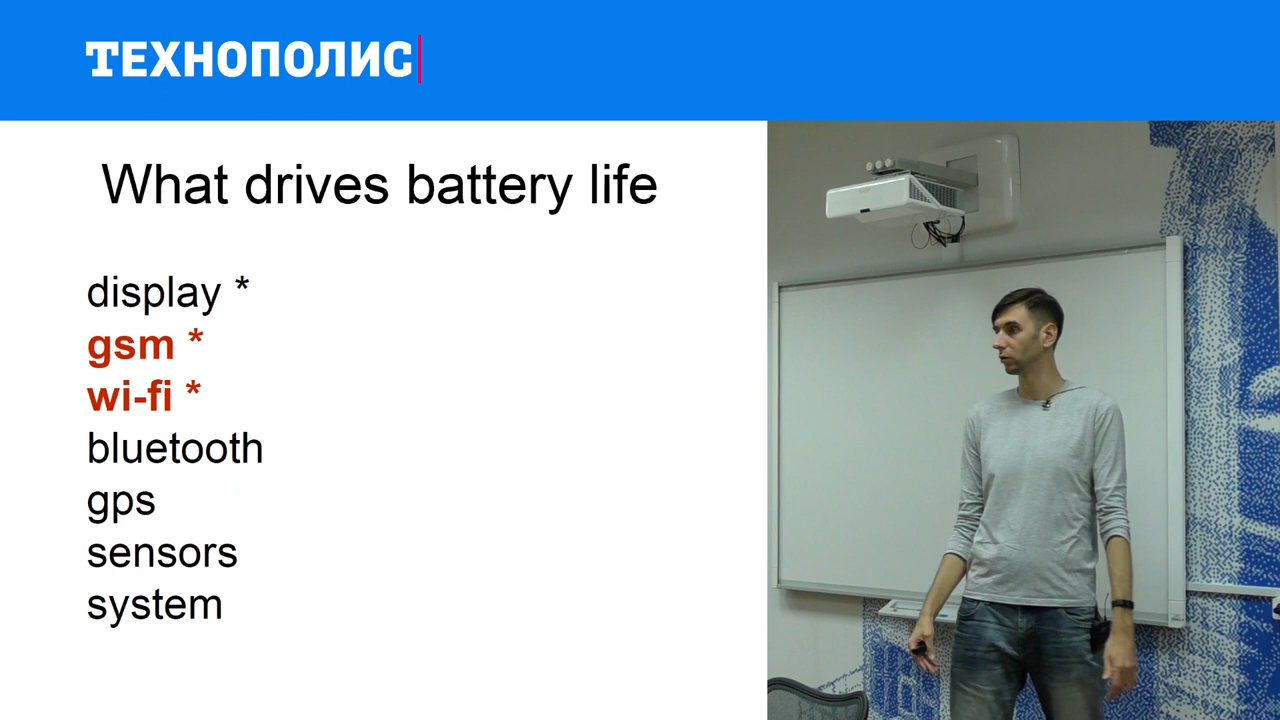 ТЕХНОПОЛИС
What drives battery life
display *
gsm *
wi-fi *
bluetooth
gps
sensors
system